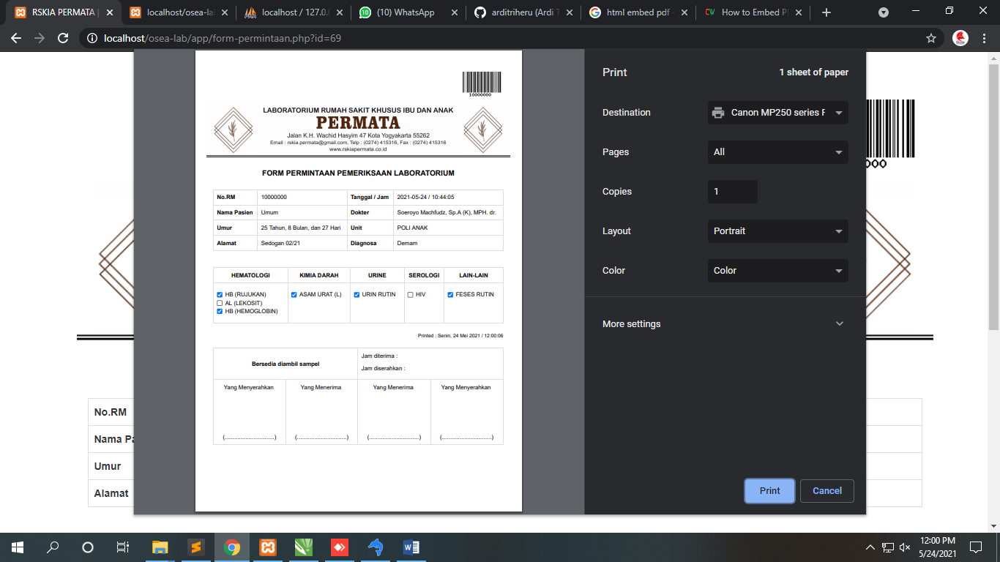 RSKIA PERMATA |
localhost/osea-la
localhost / 127.0.
(10) WhatsApp
arditriheru (Ardi T
html embed pdf -
How to Embed P
localhost/osea-lab/app/form-permintaan.php?id=69
10000000
LABORATORIUM RUMAH SAKIT KHUSUS IBU DAN ANAK
PERMATA
Jalan K.H. Wachid Hasyim 47 Kota Yogyakarta 55262
Email : rskia.permata@gmail.com, Telp : (0274) 415316, Fax : (0274) 415316
www.rskiapermata.co.id
FORM PERMINTAAN PEMERIKSAAN LABORATORIUM
No.RM 10000000 Tanggal / Jam 2021-05-24 / 10:44:05
Nama Pasien Umum Dokter Soeroyo Machfudz, Sp.A (K), MPH. dr.
Umur 25 Tahun, 8 Bulan, dan 27 Hari Unit POLI ANAK
Alamat Sedogan 02/21 Diagnosa Demam
HEMATOLOGI KIMIA DARAH URINE SEROLOGI LAIN-LAIN
HB (RUJUKAN) ASAM URAT (L) URIN RUTIN HIV FESES RUTIN
AL (LEKOSIT)
HB (HEMOGLOBIN)
Printed : Senin, 24 Mei 2021 / 12:00:06
Bersedia diambil sampel
Jam diterima :
Jam diserahkan :
Yang Menyerahkan Yang Menerima Yang Menerima Yang Menyerahkan
(..............................) (..............................) (..............................) (..............................)
Print 1 sheet of paper
Destination Canon MP250 series F
Pages All
Copies 1
Layout Portrait
Color Color
More settings
Print Cancel
000
No.RM
Nama Pa
Umur
Alamat
12:00 PM
5/24/2021